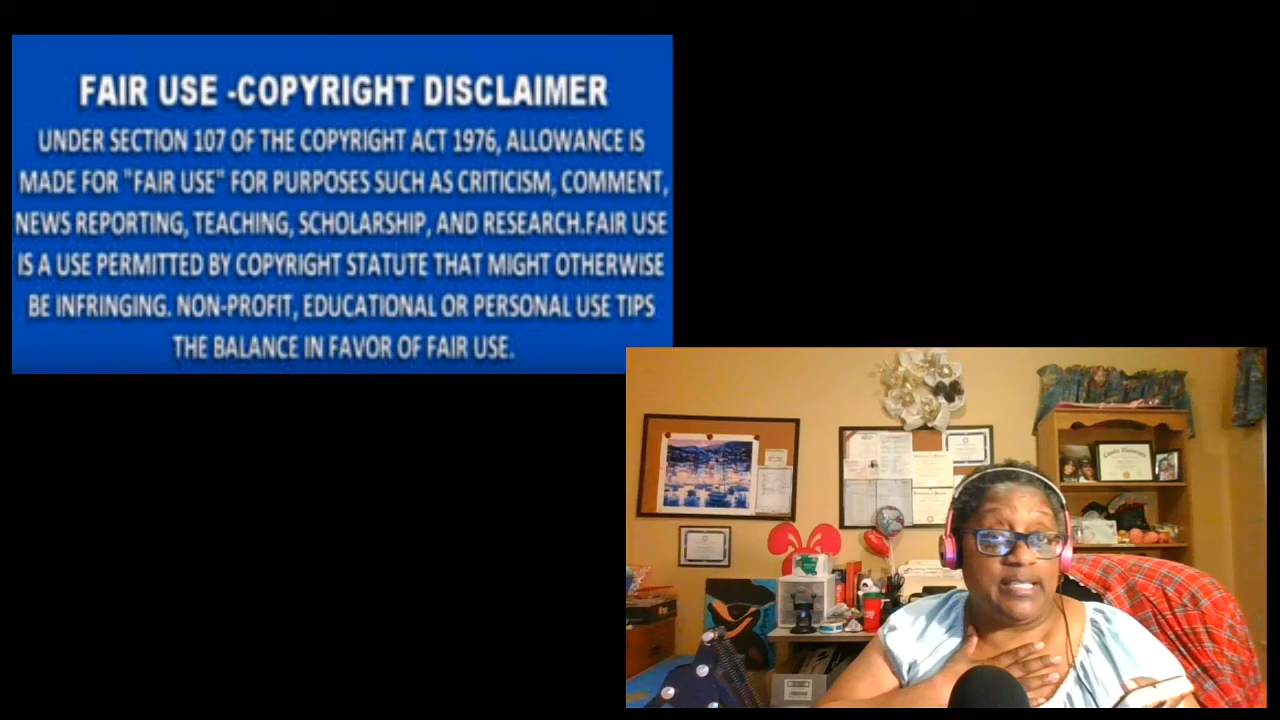 FAIR USE -COPYRIGHT DISCLAIMER
UNDER SECTION 107 OF THE COPYRIGHT ACT 1976, ALLOWANCE IS
MADE FOR "FAIR USE" FOR PURPOSES SUCH AS CRITICISM, COMMENT,
NEWS REPORTING, TEACHING, SCHOLARSHIP, AND RESEARCH.FAIR USE
IS A USE PERMITTED BY COPYRIGHT STATUTE THAT MIGHT OTHERWISE
BE INFRINGING. NON-PROFIT, EDUCATIONAL OR PERSONAL USE TIPS
THE BALANCE IN FAVOR OF FAIR USE.